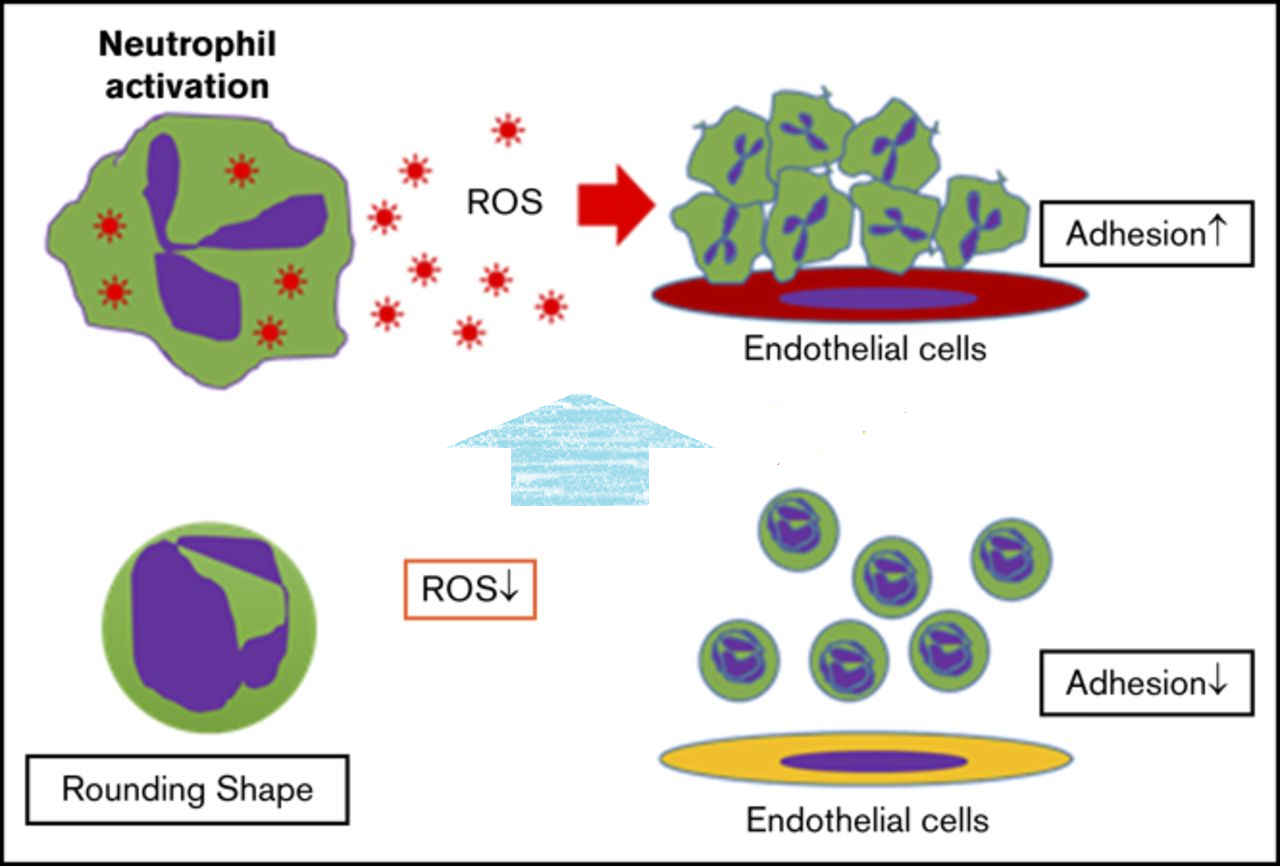 Neutrophil
activation
ROS
Adhesion↑
Endothelial cells
ROS↓
Adhesion↓
Rounding Shape
Endothelial cells